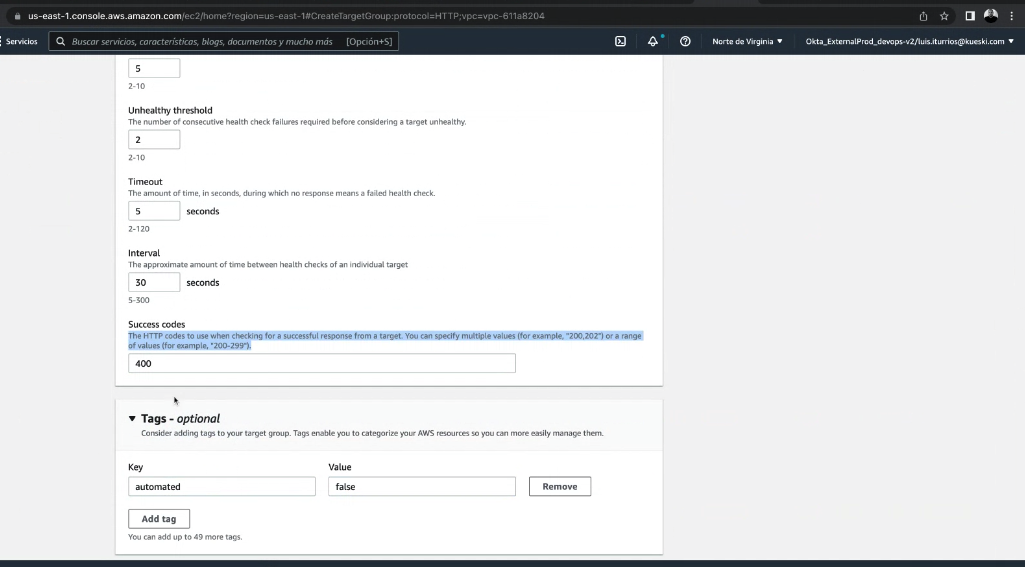 us-east-1.console.aws.amazon.com/ec2/home?region=us-east-1#CreateTargetGroup:protocol=HTTP;vpc=vpc-611a8204
Servicios
Buscar servicios, características, blogs, documentos y mucho más [Opción+S]
Norte de Virginia
Okta_ExternalProd_devops-v2/luis.iturrios@kueski.com
5
2-10
Unhealthy threshold
The number of consecutive health check failures required before considering a target unhealthy.
2
2-10
Timeout
The amount of time, in seconds, during which no response means a failed health check.
5 seconds
2-120
Interval
The approximate amount of time between health checks of an individual target
30 seconds
5-300
Success codes
The HTTP codes to use when checking for a successful response from a target. You can specify multiple values (for example, "200,202") or a range
of values (for example, "200-299").
400
Tags - optional
Consider adding tags to your target group. Tags enable you to categorize your AWS resources so you can more easily manage them.
Key Value
automated false Remove
Add tag
You can add up to 49 more tags.